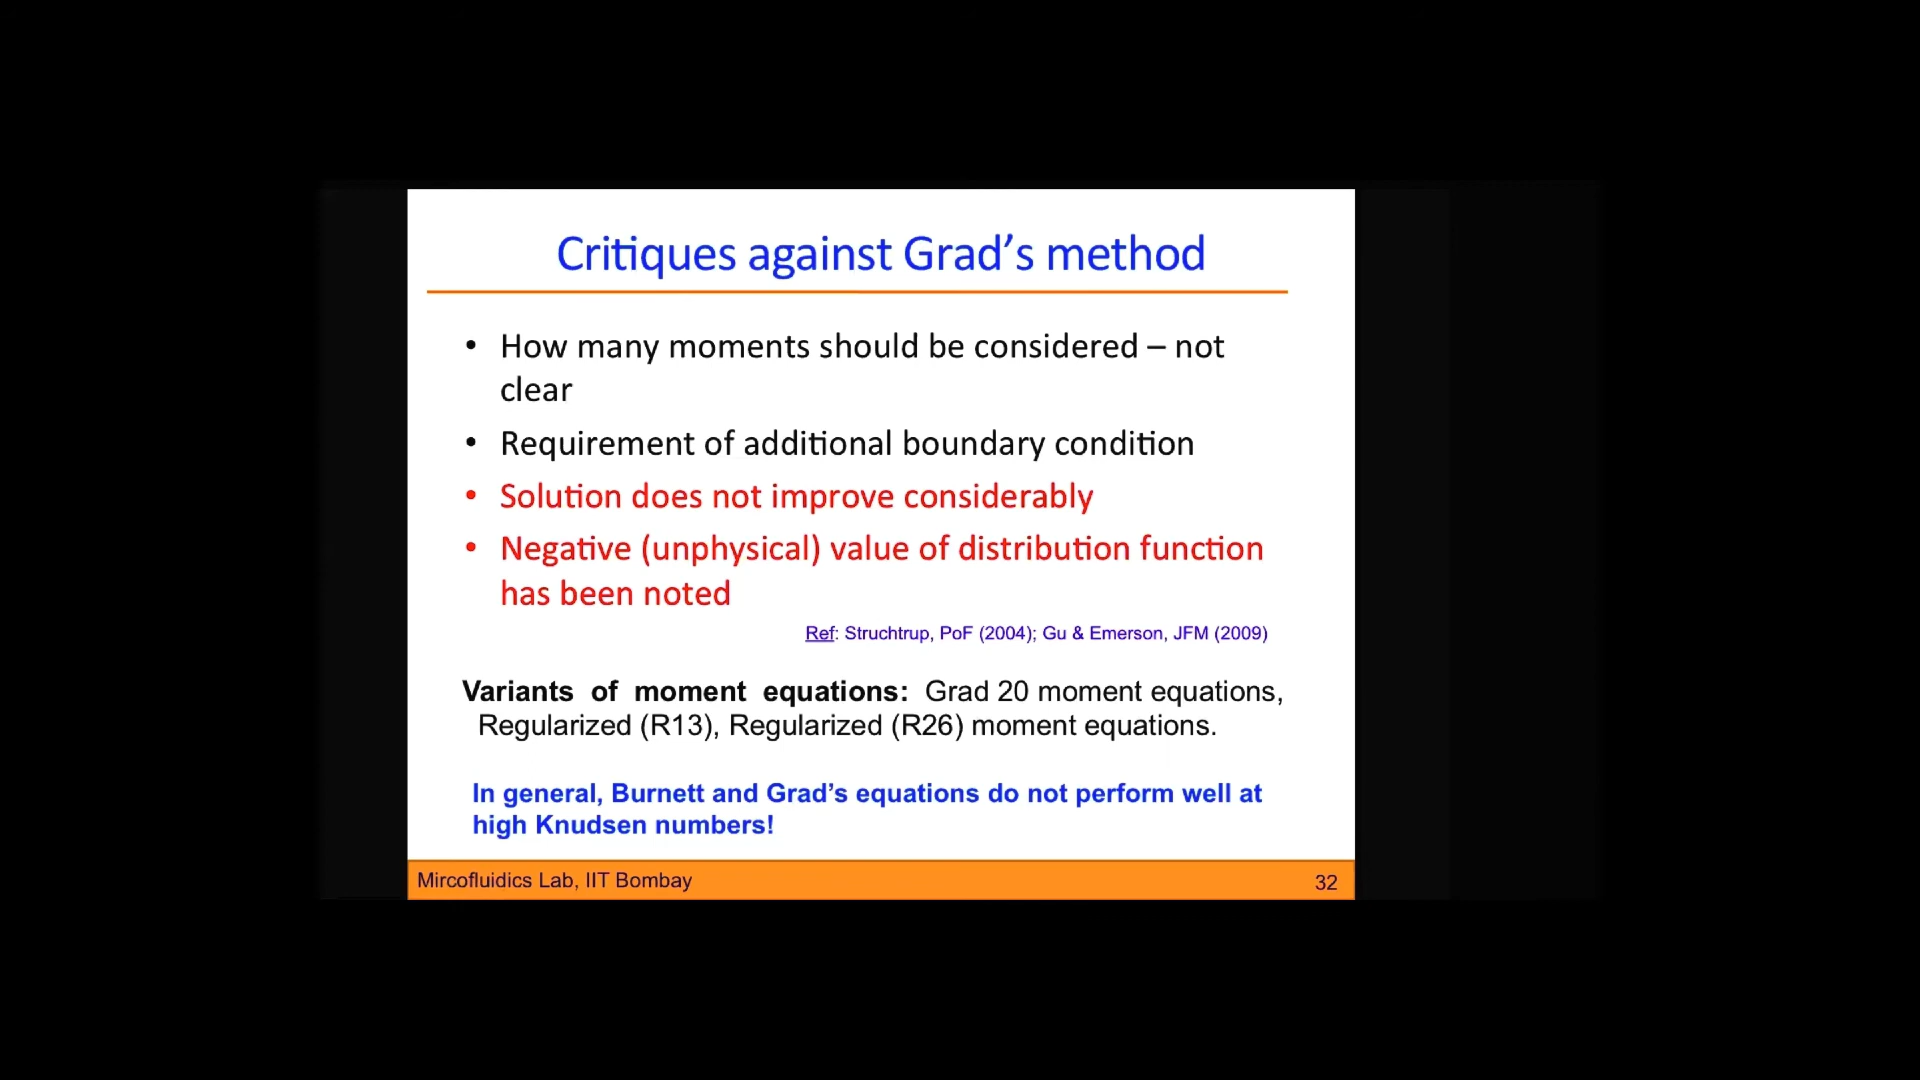 Critiques against Grad's method
• How many moments should be considered – not
clear
• Requirement of additional boundary condition
• Solution does not improve considerably
• Negative (unphysical) value of distribution function
has been noted
Ref: Struchtrup, PoF (2004); Gu & Emerson, JFM (2009)
Variants of moment equations: Grad 20 moment equations,
Regularized (R13), Regularized (R26) moment equations.
In general, Burnett and Grad's equations do not perform well at
high Knudsen numbers!
Mircofluidics Lab, IIT Bombay 32